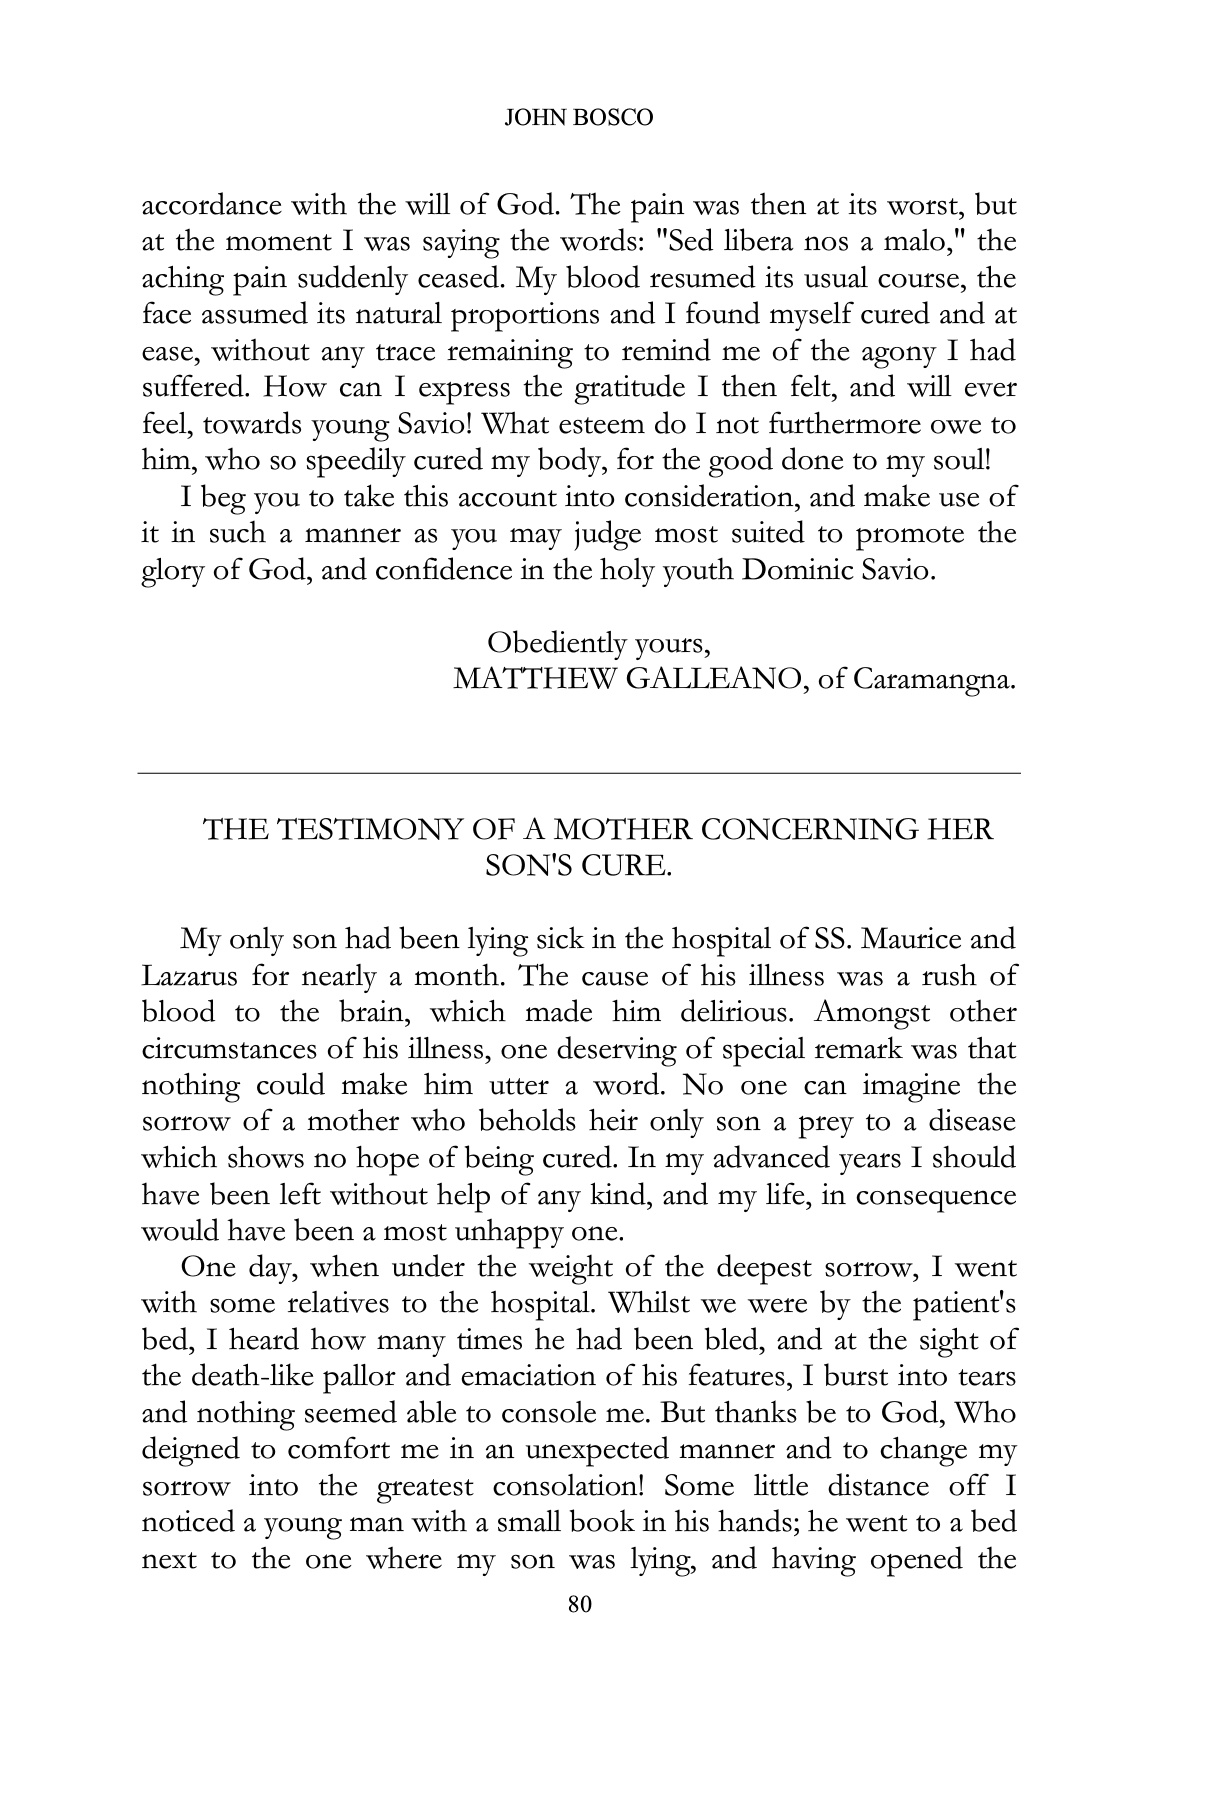 JOHN BOSCO
accordance with the will of God. The pain was then at its worst, but
at the moment I was saying the words: "Sed libera nos a malo," the
aching pain suddenly ceased. My blood resumed its usual course, the
face assumed its natural proportions and I found myself cured and at
ease, without any trace remaining to remind me of the agony I had
suffered. How can I express the gratitude I then felt, and will ever
feel, towards young Savio! What esteem do I not furthermore owe to
him, who so speedily cured my body, for the good done to my soul!
I beg you to take this account into consideration, and make use of
it in such a manner as you may judge most suited to promote the
glory of God, and confidence in the holy youth Dominic Savio.
Obediently yours,
MATTHEW GALLEANO, of Caramangna.
THE TESTIMONY OF A MOTHER CONCERNING HER
SON'S CURE.
My only son had been lying sick in the hospital of SS. Maurice and
Lazarus for nearly a month. The cause of his illness was a rush of
blood to the brain, which made him delirious. Amongst other
circumstances of his illness, one deserving of special remark was that
nothing could make him utter a word. No one can imagine the
sorrow of a mother who beholds heir only son a prey to a disease
which shows no hope of being cured. In my advanced years I should
have been left without help of any kind, and my life, in consequence
would have been a most unhappy one.
One day, when under the weight of the deepest sorrow, I went
with some relatives to the hospital. Whilst we were by the patient's
bed, I heard how many times he had been bled, and at the sight of
the death-like pallor and emaciation of his features, I burst into tears
and nothing seemed able to console me. But thanks be to God, Who
deigned to comfort me in an unexpected manner and to change my
sorrow into the greatest consolation! Some little distance off I
noticed a young man with a small book in his hands; he went to a bed
next to the one where my son was lying, and having opened the
80